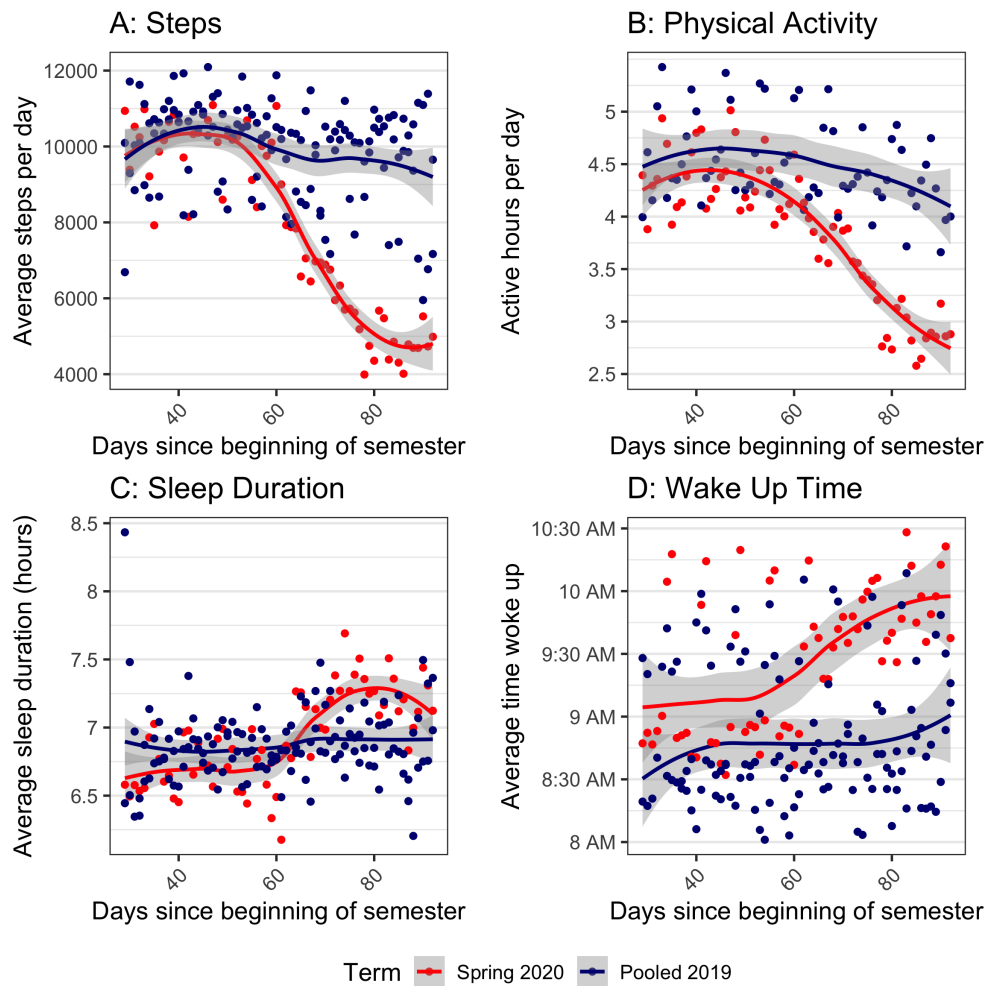 A: Steps
Average steps per day
12000
10000
8000
6000
4000
40
60
80
Days since beginning of semester
B: Physical Activity
Active hours per day
5
4.5
4
3.5
3
2.5
40
60
80
Days since beginning of semester
C: Sleep Duration
Average sleep duration (hours)
8.5
8
7.5
7
6.5
40
60
80
Days since beginning of semester
D: Wake Up Time
Average time woke up
10:30 AM
10 AM
9:30 AM
9 AM
8:30 AM
8 AM
40
60
80
Days since beginning of semester
Term Spring 2020 Pooled 2019